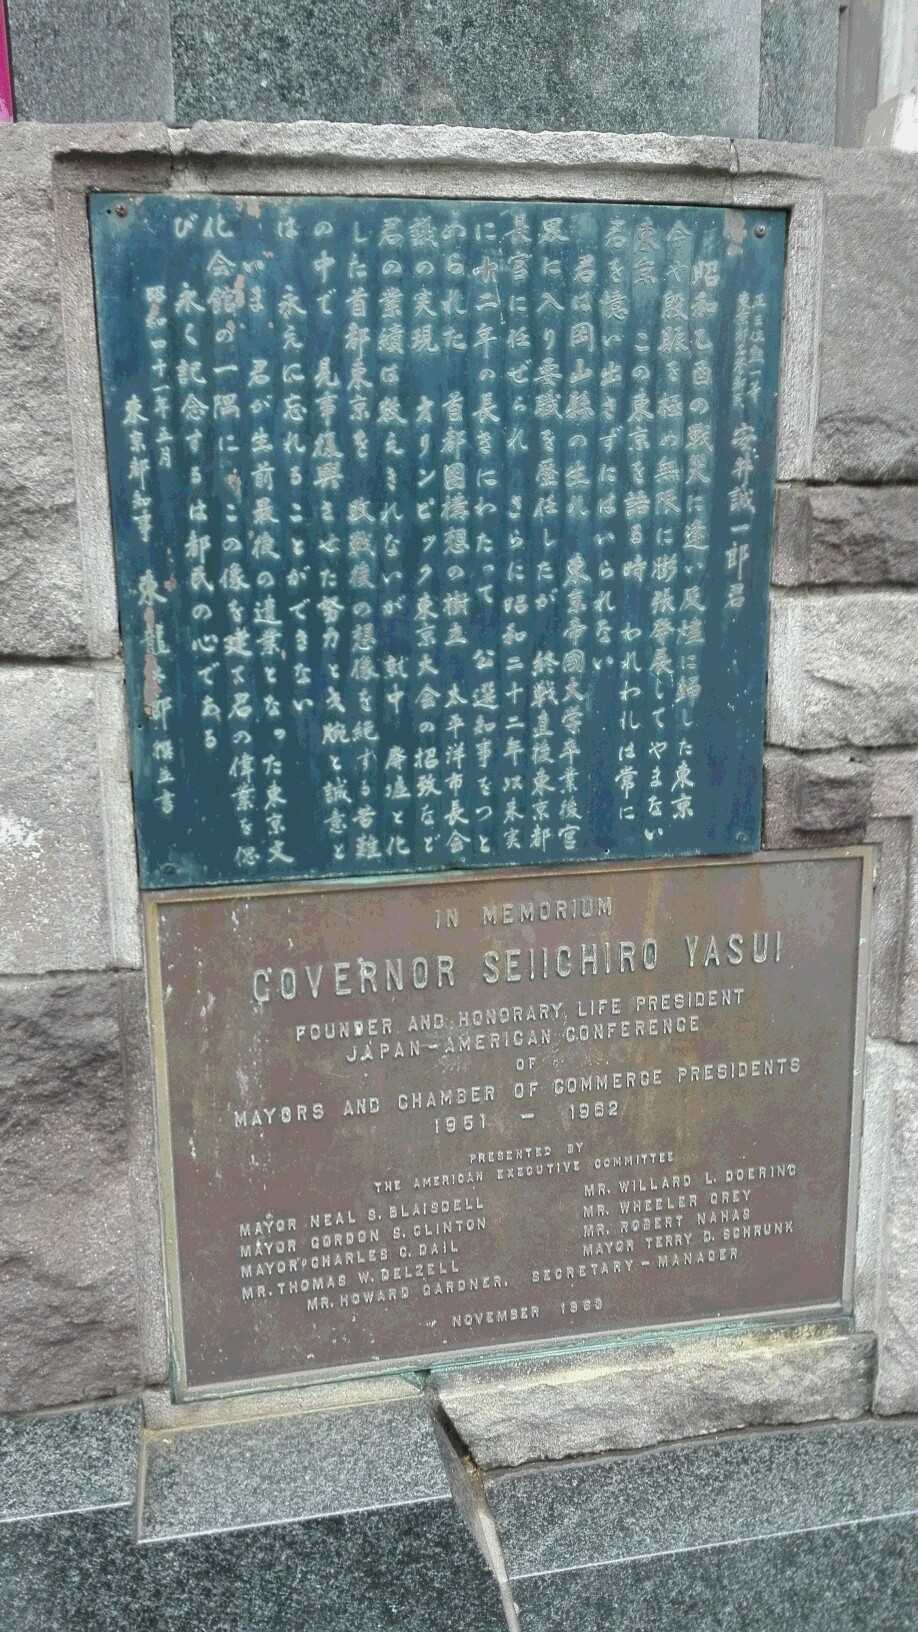 正三位勲一等
安井誠一郎君
昭和乙酉の戦災に逢い灰燼に歸した東京
今や殷賑を極め無限に膨張発展してやまない
東京 この東京を語る時 われわれは常に
君を憶い出さずにはいられない
君は岡山縣の生れ 東京帝國大学卒業後官
界に入り要職を歴任したが 終戦直後東京都
長官に任ぜられ さらに昭和二十二年以来実
に十二年の長きにわたって 公選知事をつと
められた 首都圏構想の樹立 太平洋市長会
議の実現 オリンピック東京大会の招致など
君の業績は数えきれないが 就中 廃墟と化
した首都東京を 敗戦後の想像を絶する苦難
の中で 見事復興させた努力と手腕と誠意と
は 永えに忘れることができない
いま 君が生前最後の遺業となった東京文
化会館の一隅に この像を建て君の偉業を偲
び 永く記念するは都民の心である
昭和四十一年五月
東京都知事 東 龍太郎 撰並書
IN MEMORIUM
GOVERNOR SEIICHIRO YASUI
FOUNDER AND HONORARY LIFE PRESIDENT
JAPAN-AMERICAN CONFERENCE
OF
MAYORS AND CHAMBER OF COMMERCE PRESIDENTS
1951 - 1962
PRESENTED BY
THE AMERICAN EXECUTIVE COMMITTEE
MAYOR NEAL S. BLAISDELL
MAYOR GORDON S. CLINTON
MAYOR CHARLES C. DAIL
MR. THOMAS W. DELZELL
MR. WILLARD L. DOERING
MR. WHEELER GREY
MR. ROBERT NAHAS
MAYOR TERRY D. SCHRUNK
MR. HOWARD GARDNER, SECRETARY-MANAGER
NOVEMBER 1963